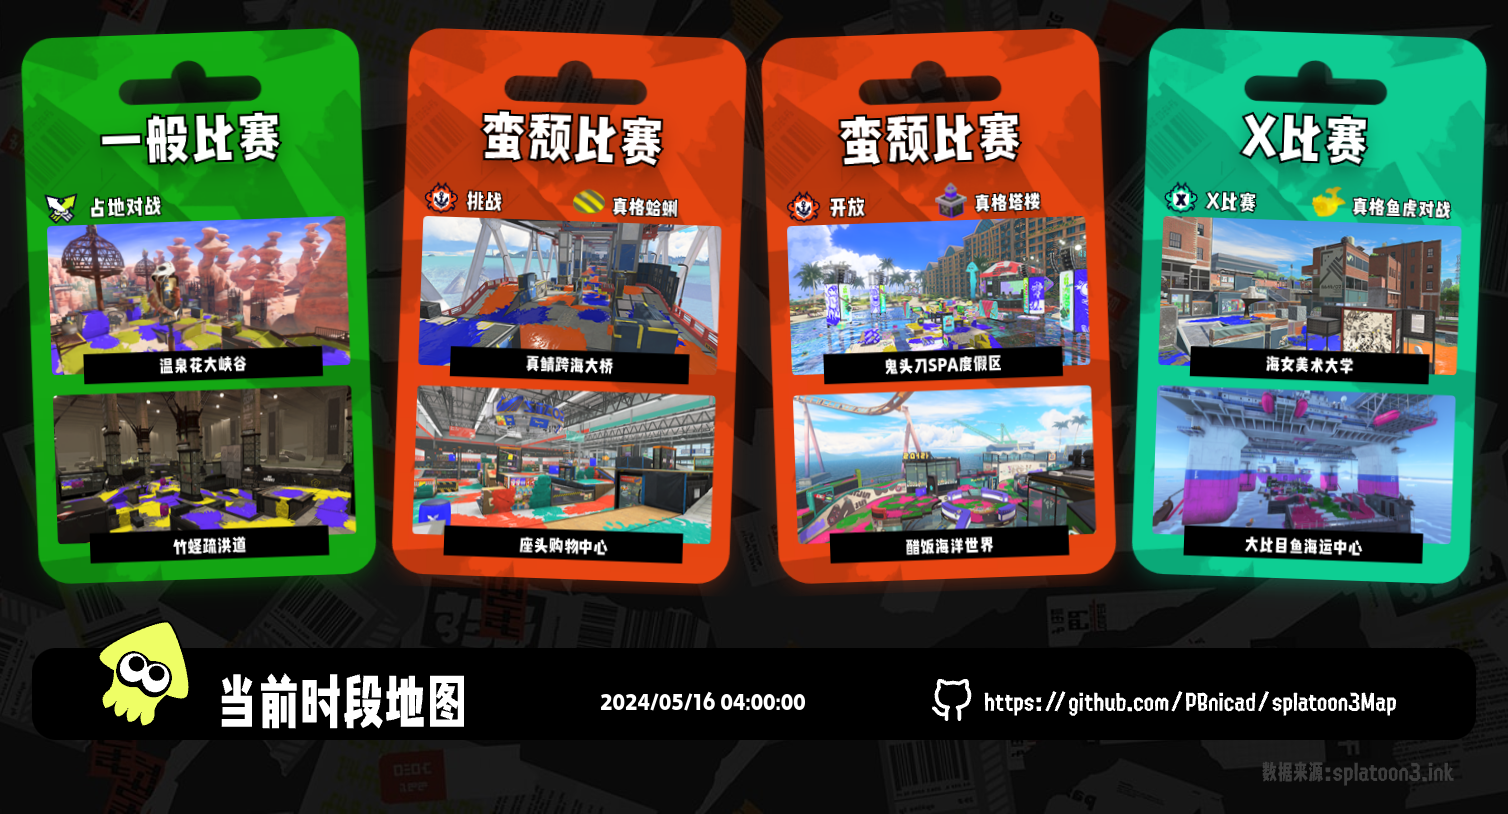 一般比赛
占地对战
温泉花大峡谷
竹蛏疏洪道
蛮颓比赛
挑战
真格蛤蜊
真鲭跨海大桥
座头购物中心
蛮颓比赛
开放
真格塔楼
鬼头刀SPA度假区
醋饭海洋世界
X比赛
X比赛
真格鱼虎对战
海女美术大学
大比目鱼海运中心
当前时段地图
2024/05/16 04:00:00
https://github.com/PBnicad/splatoon3Map
数据来源:splatoon3.ink